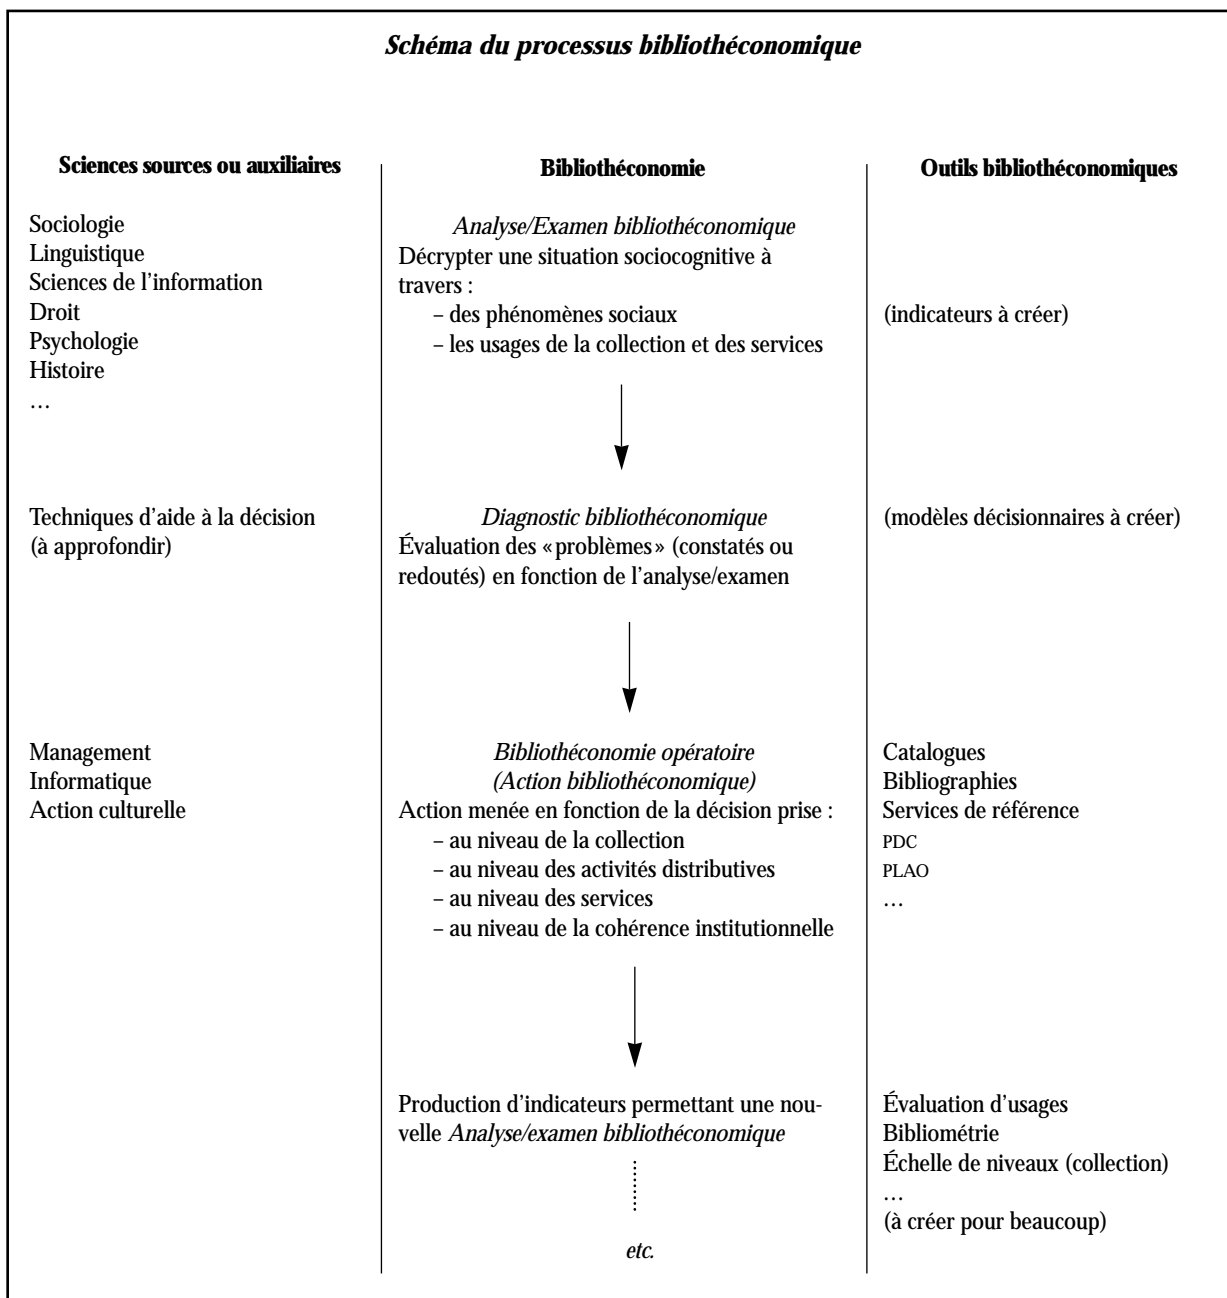 Schéma du processus bibliothéconomique
Sciences sources ou auxiliaires
Sociologie
Linguistique
Sciences de l'information
Droit
Psychologie
Histoire
…
Techniques d'aide à la décision
(à approfondir)
Management
Informatique
Action culturelle
Bibliothéconomie
Analyse/Examen bibliothéconomique
Décrypter une situation sociocognitive à
travers :
– des phénomènes sociaux
– les usages de la collection et des services
Diagnostic bibliothéconomique
Évaluation des «problèmes» (constatés ou
redoutés) en fonction de l'analyse/examen
Bibliothéconomie opératoire
(Action bibliothéconomique)
Action menée en fonction de la décision prise :
– au niveau de la collection
– au niveau des activités distributives
– au niveau des services
– au niveau de la cohérence institutionnelle
Production d'indicateurs permettant une nou-
velle Analyse/examen bibliothéconomique
etc.
Outils bibliothéconomiques
(indicateurs à créer)
(modèles décisionnaires à créer)
Catalogues
Bibliographies
Services de référence
PDC
PLAO
…
Évaluation d'usages
Bibliométrie
Échelle de niveaux (collection)
…
(à créer pour beaucoup)